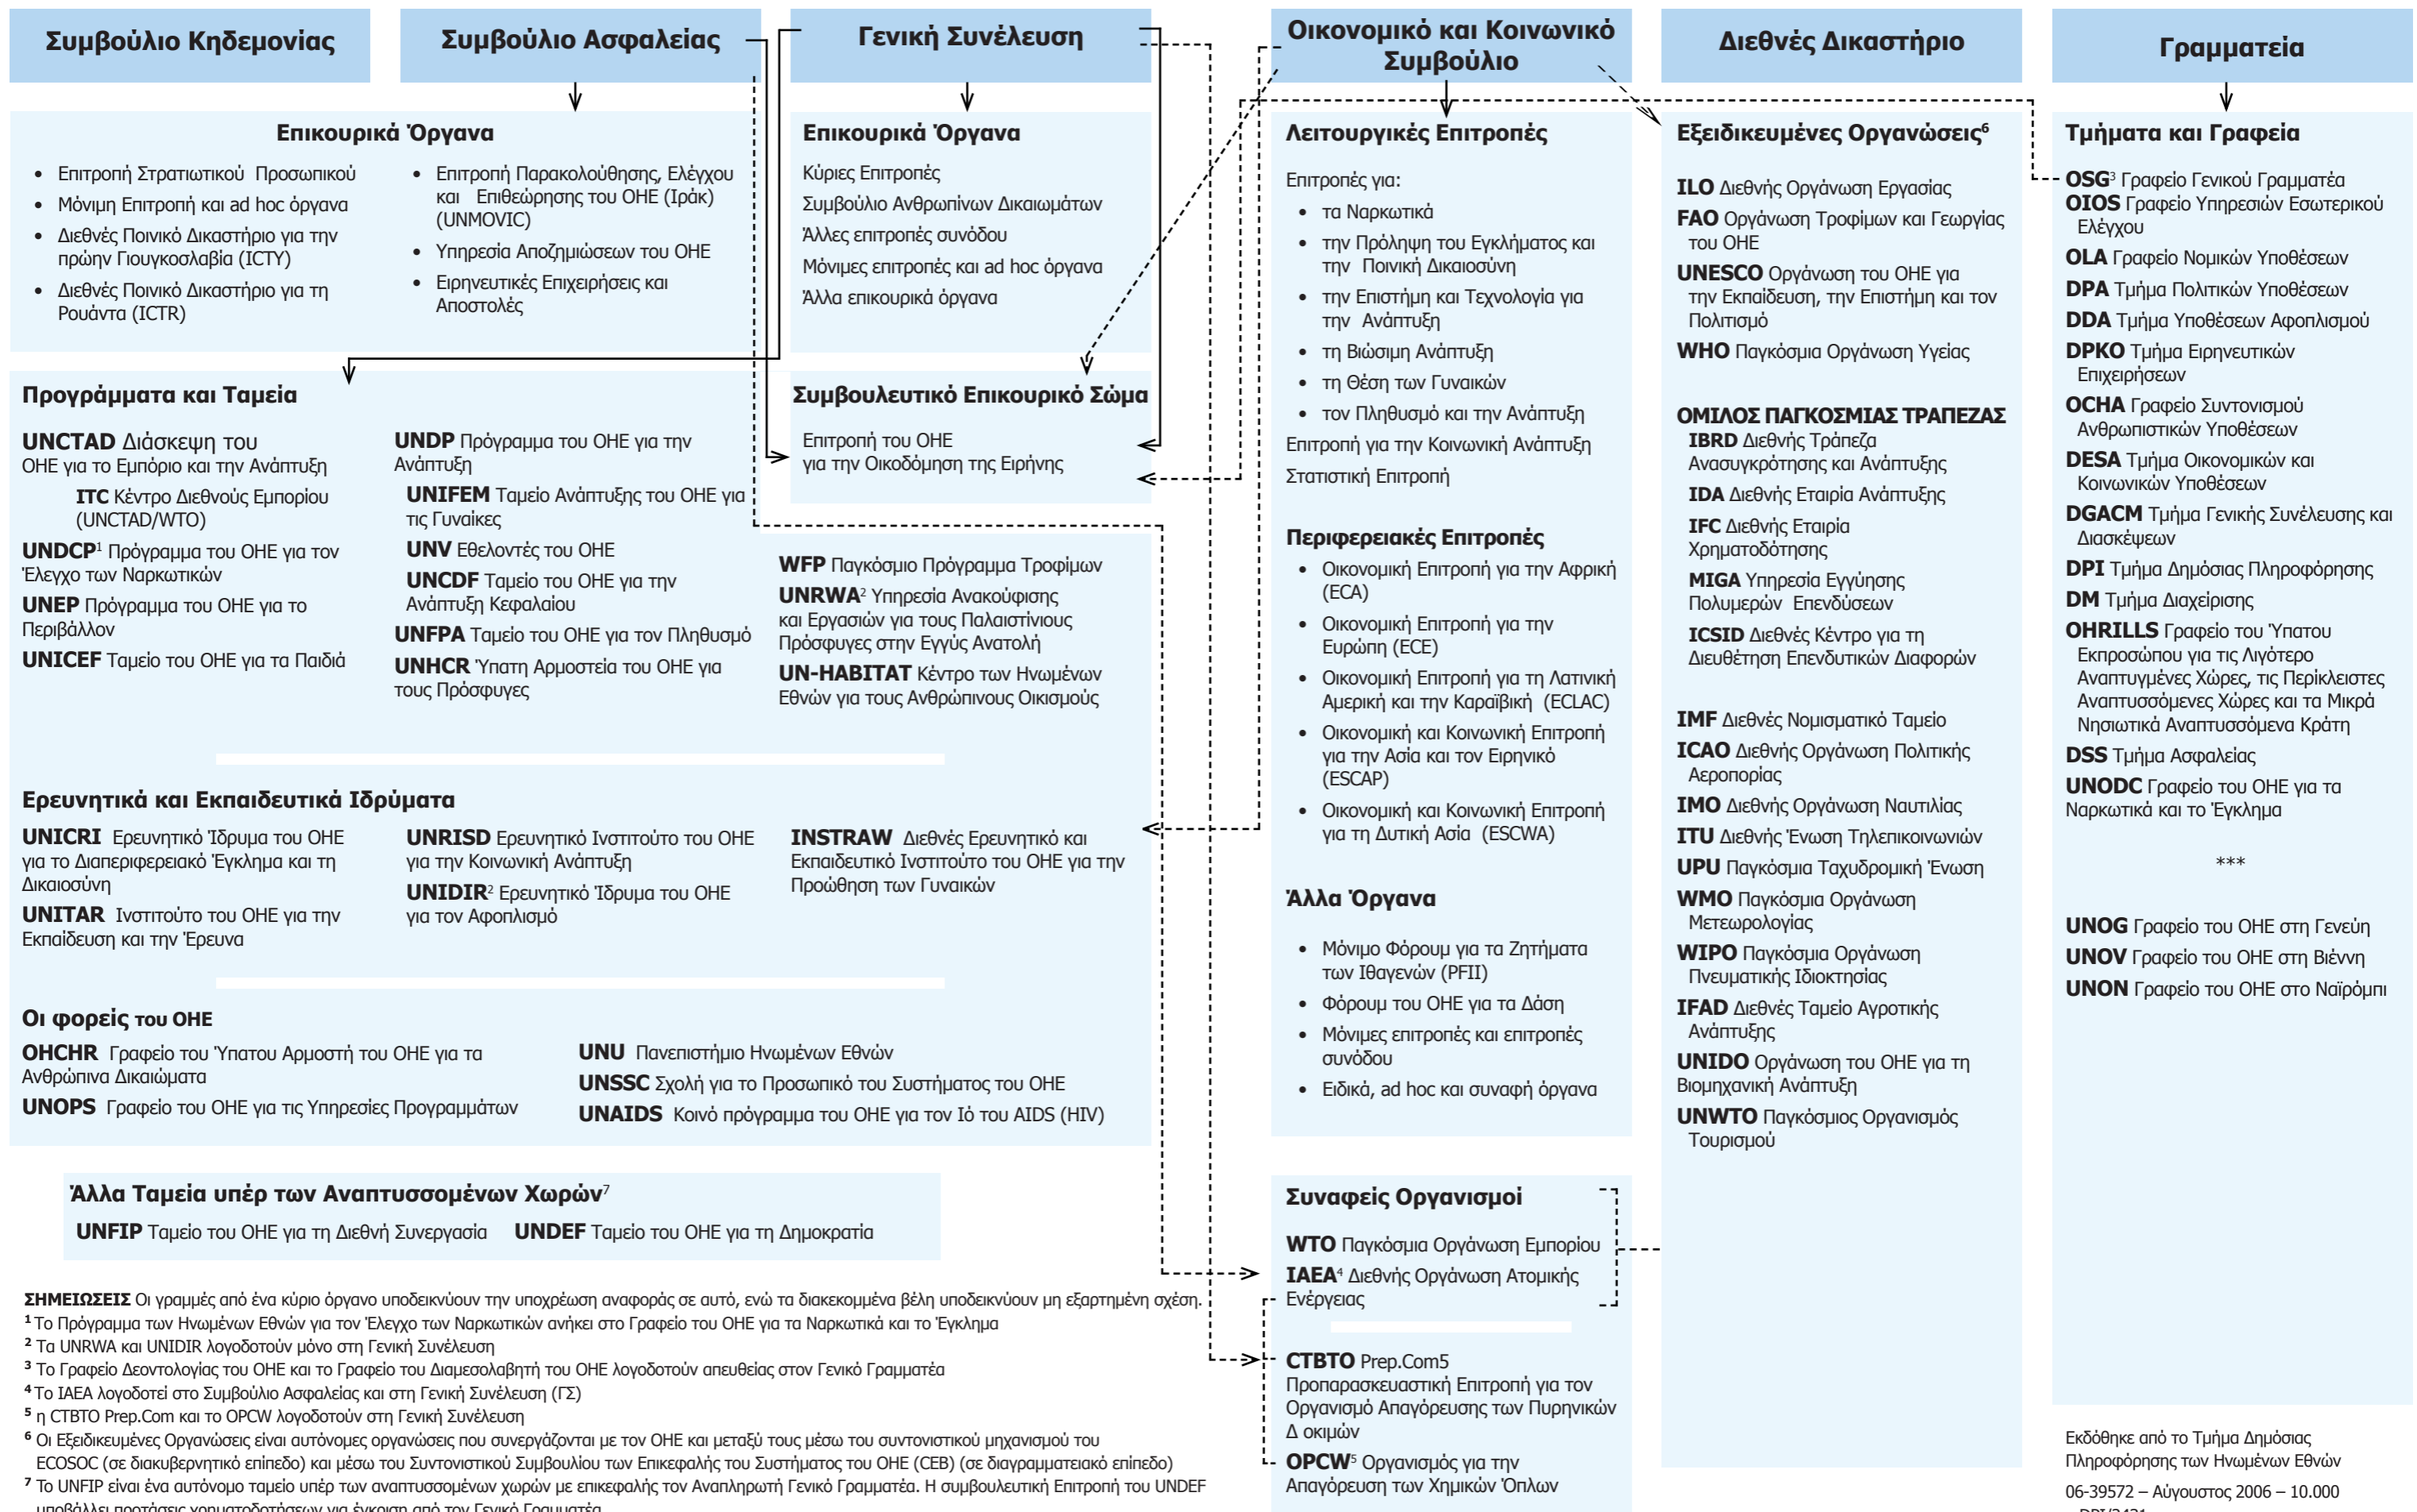 Συμβούλιο Κηδεμονίας
Συμβούλιο Ασφαλείας
Γενική Συνέλευση
Οικονομικό και Κοινωνικό
Συμβούλιο
Διεθνές Δικαστήριο
Γραμματεία
Επικουρικά Όργανα
• Επιτροπή Στρατιωτικού Προσωπικού
• Μόνιμη Επιτροπή και ad hoc όργανα
• Διεθνές Ποινικό Δικαστήριο για την
πρώην Γιουγκοσλαβία (ICTY)
• Διεθνές Ποινικό Δικαστήριο για τη
Ρουάντα (ICTR)
• Επιτροπή Παρακολούθησης, Ελέγχου
και Επιθεώρησης του ΟΗΕ (Ιράκ)
(UNMOVIC)
• Υπηρεσία Αποζημιώσεων του ΟΗΕ
• Ειρηνευτικές Επιχειρήσεις και
Αποστολές
Επικουρικά Όργανα
Κύριες Επιτροπές
Συμβούλιο Ανθρωπίνων Δικαιωμάτων
Άλλες επιτροπές συνόδου
Μόνιμες επιτροπές και ad hoc όργανα
Άλλα επικουρικά όργανα
Προγράμματα και Ταμεία
UNCTAD Διάσκεψη του
ΟΗΕ για το Εμπόριο και την Ανάπτυξη
ITC Κέντρο Διεθνούς Εμπορίου
(UNCTAD/WTO)
UNDCP¹ Πρόγραμμα του ΟΗΕ για τον
Έλεγχο των Ναρκωτικών
UNEP Πρόγραμμα του ΟΗΕ για το
Περιβάλλον
UNICEF Ταμείο του ΟΗΕ για τα Παιδιά
UNDP Πρόγραμμα του ΟΗΕ για την
Ανάπτυξη
UNIFEM Ταμείο Ανάπτυξης του ΟΗΕ για
τις Γυναίκες
UNV Εθελοντές του ΟΗΕ
UNCDF Ταμείο του ΟΗΕ για την
Ανάπτυξη Κεφαλαίου
UNFPA Ταμείο του ΟΗΕ για τον Πληθυσμό
UNHCR Ύπατη Αρμοστεία του ΟΗΕ για
τους Πρόσφυγες
Συμβουλευτικό Επικουρικό Σώμα
Επιτροπή του ΟΗΕ
για την Οικοδόμηση της Ειρήνης
WFP Παγκόσμιο Πρόγραμμα Τροφίμων
UNRWA² Υπηρεσία Ανακούφισης
και Εργασιών για τους Παλαιστίνιους
Πρόσφυγες στην Εγγύς Ανατολή
UN-HABITAT Κέντρο των Ηνωμένων
Εθνών για τους Ανθρώπινους Οικισμούς
Ερευνητικά και Εκπαιδευτικά Ιδρύματα
UNICRI Ερευνητικό Ίδρυμα του ΟΗΕ
για το Διαπεριφερειακό Έγκλημα και τη
Δικαιοσύνη
UNITAR Ινστιτούτο του ΟΗΕ για την
Εκπαίδευση και την Έρευνα
UNRISD Ερευνητικό Ινστιτούτο του ΟΗΕ
για την Κοινωνική Ανάπτυξη
UNIDIR² Ερευνητικό Ίδρυμα του ΟΗΕ
για τον Αφοπλισμό
INSTRAW Διεθνές Ερευνητικό και
Εκπαιδευτικό Ινστιτούτο του ΟΗΕ για την
Προώθηση των Γυναικών
Οι φορείς του ΟΗΕ
OHCHR Γραφείο του Ύπατου Αρμοστή του ΟΗΕ για τα
Ανθρώπινα Δικαιώματα
UNOPS Γραφείο του ΟΗΕ για τις Υπηρεσίες Προγραμμάτων
UNU Πανεπιστήμιο Ηνωμένων Εθνών
UNSSC Σχολή για το Προσωπικό του Συστήματος του ΟΗΕ
UNAIDS Κοινό πρόγραμμα του ΟΗΕ για τον Ιό του AIDS (HIV)
Άλλα Ταμεία υπέρ των Αναπτυσσομένων Χωρών⁷
UNFIP Ταμείο του ΟΗΕ για τη Διεθνή Συνεργασία UNDEF Ταμείο του ΟΗΕ για τη Δημοκρατία
Λειτουργικές Επιτροπές
Επιτροπές για:
• τα Ναρκωτικά
• την Πρόληψη του Εγκλήματος και
την Ποινική Δικαιοσύνη
• την Επιστήμη και Τεχνολογία για
την Ανάπτυξη
• τη Βιώσιμη Ανάπτυξη
• τη Θέση των Γυναικών
• τον Πληθυσμό και την Ανάπτυξη
Επιτροπή για την Κοινωνική Ανάπτυξη
Στατιστική Επιτροπή
Περιφερειακές Επιτροπές
• Οικονομική Επιτροπή για την Αφρική
(ECA)
• Οικονομική Επιτροπή για την
Ευρώπη (ECE)
• Οικονομική Επιτροπή για τη Λατινική
Αμερική και την Καραϊβική (ECLAC)
• Οικονομική και Κοινωνική Επιτροπή
για την Ασία και τον Ειρηνικό
(ESCAP)
• Οικονομική και Κοινωνική Επιτροπή
για τη Δυτική Ασία (ESCWA)
Άλλα Όργανα
• Μόνιμο Φόρουμ για τα Ζητήματα
των Ιθαγενών (PFII)
• Φόρουμ του ΟΗΕ για τα Δάση
• Μόνιμες επιτροπές και επιτροπές
συνόδου
• Ειδικά, ad hoc και συναφή όργανα
Συναφείς Οργανισμοί
WTO Παγκόσμια Οργάνωση Εμπορίου
IAEA⁴ Διεθνής Οργάνωση Ατομικής
Ενέργειας
CTBTO Prep.Com5
Προπαρασκευαστική Επιτροπή για τον
Οργανισμό Απαγόρευσης των Πυρηνικών
Δ οκιμών
OPCW⁵ Οργανισμός για την
Απαγόρευση των Χημικών Όπλων
Εξειδικευμένες Οργανώσεις⁶
ILO Διεθνής Οργάνωση Εργασίας
FAO Οργάνωση Τροφίμων και Γεωργίας
του ΟΗΕ
UNESCO Οργάνωση του ΟΗΕ για
την Εκπαίδευση, την Επιστήμη και τον
Πολιτισμό
WHO Παγκόσμια Οργάνωση Υγείας
ΟΜΙΛΟΣ ΠΑΓΚΟΣΜΙΑΣ ΤΡΑΠΕΖΑΣ
IBRD Διεθνής Τράπεζα
Ανασυγκρότησης και Ανάπτυξης
IDA Διεθνής Εταιρία Ανάπτυξης
IFC Διεθνής Εταιρία
Χρηματοδότησης
MIGA Υπηρεσία Εγγύησης
Πολυμερών Επενδύσεων
ICSID Διεθνές Κέντρο για τη
Διευθέτηση Επενδυτικών Διαφορών
IMF Διεθνές Νομισματικό Ταμείο
ICAO Διεθνής Οργάνωση Πολιτικής
Αεροπορίας
IMO Διεθνής Οργάνωση Ναυτιλίας
ITU Διεθνής Ένωση Τηλεπικοινωνιών
UPU Παγκόσμια Ταχυδρομική Ένωση
WMO Παγκόσμια Οργάνωση
Μετεωρολογίας
WIPO Παγκόσμια Οργάνωση
Πνευματικής Ιδιοκτησίας
IFAD Διεθνές Ταμείο Αγροτικής
Ανάπτυξης
UNIDO Οργάνωση του ΟΗΕ για τη
Βιομηχανική Ανάπτυξη
UNWTO Παγκόσμιος Οργανισμός
Τουρισμού
Τμήματα και Γραφεία
OSG³ Γραφείο Γενικού Γραμματέα
OIOS Γραφείο Υπηρεσιών Εσωτερικού
Ελέγχου
OLA Γραφείο Νομικών Υποθέσεων
DPA Τμήμα Πολιτικών Υποθέσεων
DDA Τμήμα Υποθέσεων Αφοπλισμού
DPKO Τμήμα Ειρηνευτικών
Επιχειρήσεων
OCHA Γραφείο Συντονισμού
Ανθρωπιστικών Υποθέσεων
DESA Τμήμα Οικονομικών και
Κοινωνικών Υποθέσεων
DGACM Τμήμα Γενικής Συνέλευσης και
Διασκέψεων
DPI Τμήμα Δημόσιας Πληροφόρησης
DM Τμήμα Διαχείρισης
OHRILLS Γραφείο του Ύπατου
Εκπροσώπου για τις Λιγότερο
Αναπτυγμένες Χώρες, τις Περίκλειστες
Αναπτυσσόμενες Χώρες και τα Μικρά
Νησιωτικά Αναπτυσσόμενα Κράτη
DSS Τμήμα Ασφαλείας
UNODC Γραφείο του ΟΗΕ για τα
Ναρκωτικά και το Έγκλημα
***
UNOG Γραφείο του ΟΗΕ στη Γενεύη
UNOV Γραφείο του ΟΗΕ στη Βιέννη
UNON Γραφείο του ΟΗΕ στο Ναϊρόμπι
ΣΗΜΕΙΩΣΕΙΣ Οι γραμμές από ένα κύριο όργανο υποδεικνύουν την υποχρέωση αναφοράς σε αυτό, ενώ τα διακεκομμένα βέλη υποδεικνύουν μη εξαρτημένη σχέση.
¹ Το Πρόγραμμα των Ηνωμένων Εθνών για τον Έλεγχο των Ναρκωτικών ανήκει στο Γραφείο του ΟΗΕ για τα Ναρκωτικά και το Έγκλημα
² Τα UNRWA και UNIDIR λογοδοτούν μόνο στη Γενική Συνέλευση
³ Το Γραφείο Δεοντολογίας του ΟΗΕ και το Γραφείο του Διαμεσολαβητή του ΟΗΕ λογοδοτούν απευθείας στον Γενικό Γραμματέα
⁴ Το IAEA λογοδοτεί στο Συμβούλιο Ασφαλείας και στη Γενική Συνέλευση (ΓΣ)
⁵ η CTBTO Prep.Com και το OPCW λογοδοτούν στη Γενική Συνέλευση
⁶ Οι Εξειδικευμένες Οργανώσεις είναι αυτόνομες οργανώσεις που συνεργάζονται με τον ΟΗΕ και μεταξύ τους μέσω του συντονιστικού μηχανισμού του
ECOSOC (σε διακυβερνητικό επίπεδο) και μέσω του Συντονιστικού Συμβουλίου των Επικεφαλής του Συστήματος του ΟΗΕ (CEB) (σε διαγραμματειακό επίπεδο)
⁷ Το UNFIP είναι ένα αυτόνομο ταμείο υπέρ των αναπτυσσομένων χωρών με επικεφαλής τον Αναπληρωτή Γενικό Γραμματέα. Η συμβουλευτική Επιτροπή του UNDEF
υποβάλλει προτάσεις χρηματοδοτήσεων για έγκριση από τον Γενικό Γραμματέα
Εκδόθηκε από το Τμήμα Δημόσιας
Πληροφόρησης των Ηνωμένων Εθνών
06-39572 – Αύγουστος 2006 – 10.000